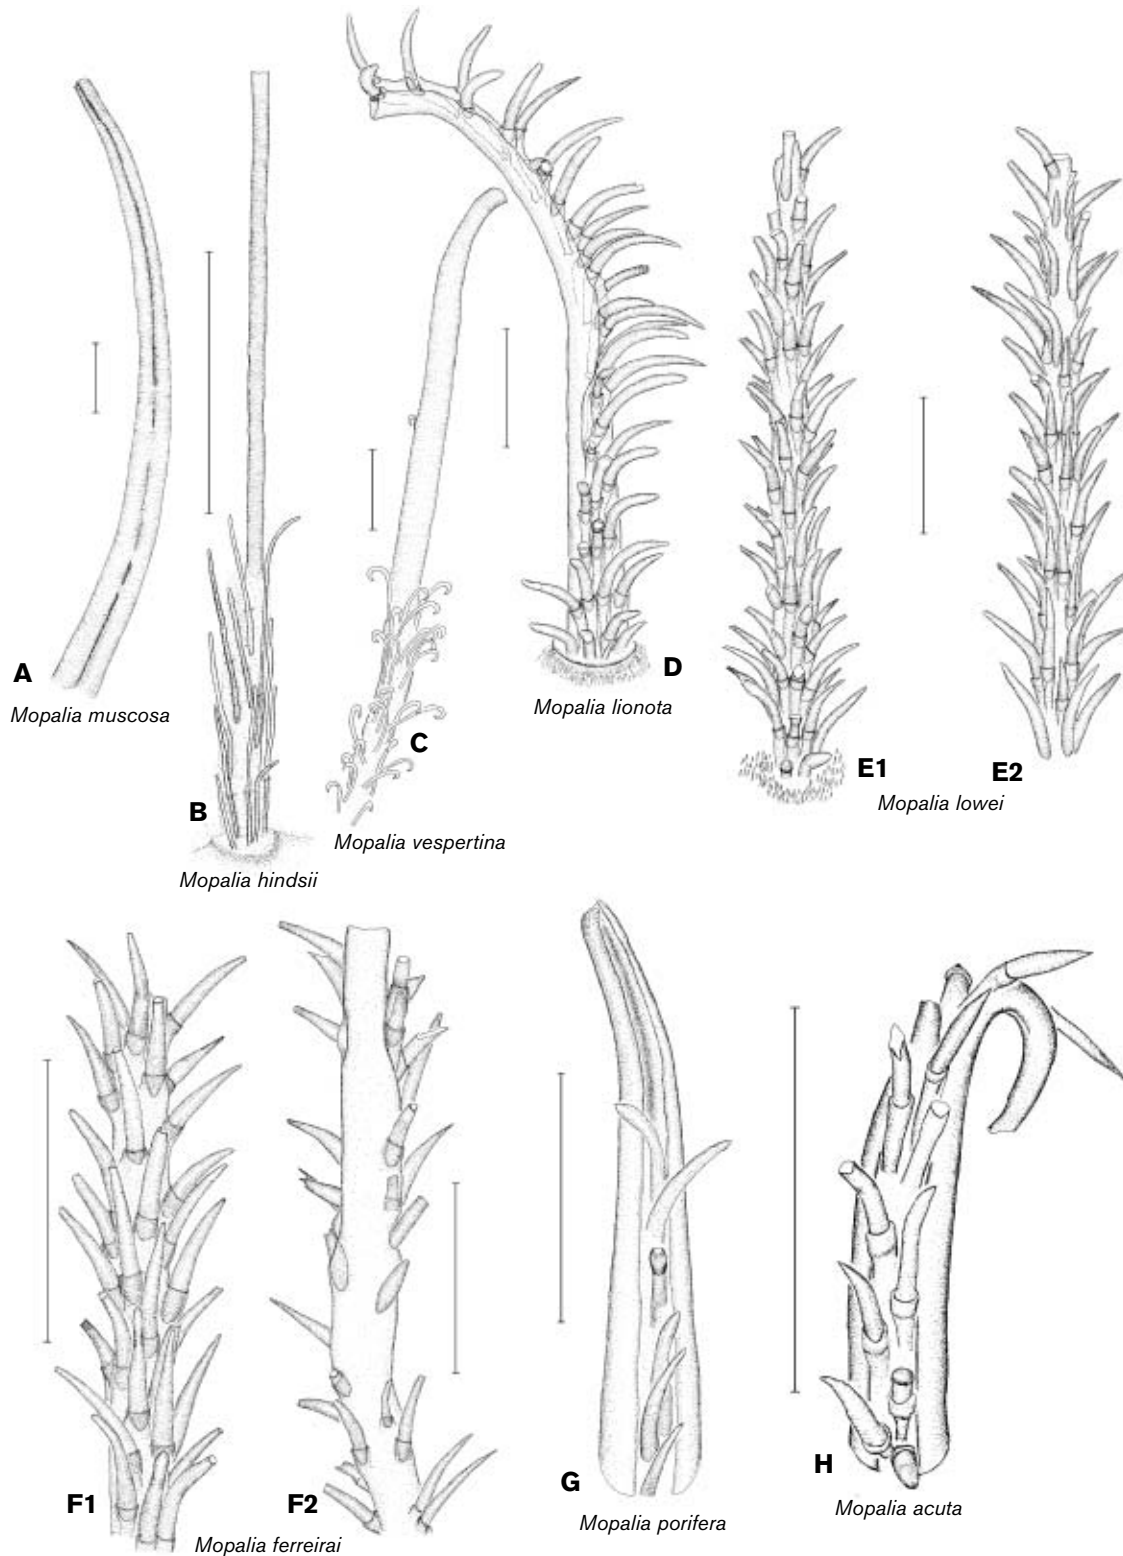 A
Mopalia muscosa
B
Mopalia hindsii
C
Mopalia vespertina
D
Mopalia lionota
E1
E2
Mopalia lowei
F1
F2
Mopalia ferreirai
G
Mopalia porifera
H
Mopalia acuta